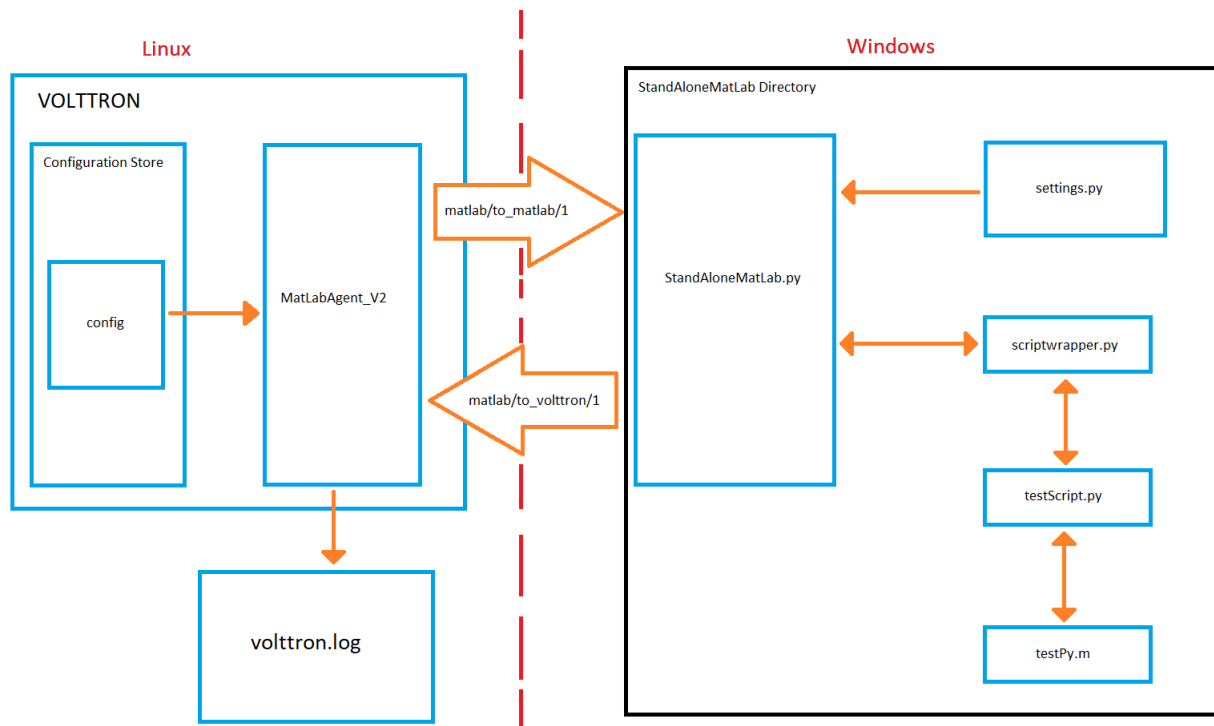 Linux
Windows
VOLTTRON
StandAloneMatLab Directory
Configuration Store
settings.py
matlab/to_matlab/1
StandAloneMatLab.py
MatLabAgent_V2
config
scriptwrapper.py
matlab/to_volttron/1
testScript.py
volttron.log
testPy.m